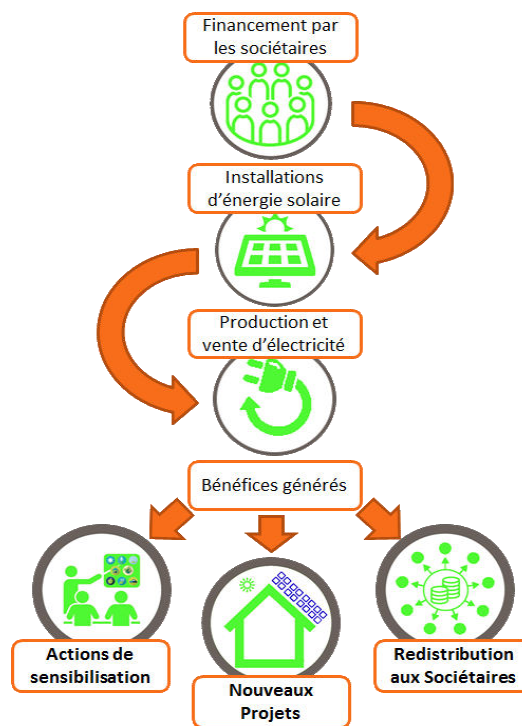 Financement par
les sociétaires
Installations
d’énergie solaire
Production et
vente d’électricité
Bénéfices générés
Actions de
sensibilisation
Nouveaux
Projets
Redistribution
aux Sociétaires